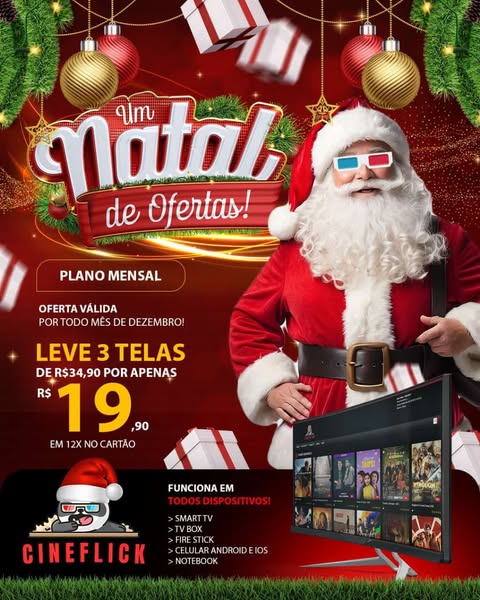 Um
Natal
de Ofertas!
PLANO MENSAL
OFERTA VÁLIDA
POR TODO MÊS DE DEZEMBRO!
LEVE 3 TELAS
DE R$34,90 POR APENAS
R$ 19,90
EM 12X NO CARTÃO
FUNCIONA EM
TODOS DISPOSITIVOS!
> SMART TV
> TV BOX
> FIRE STICK
> CELULAR ANDROID E IOS
> NOTEBOOK
CINEFLICK